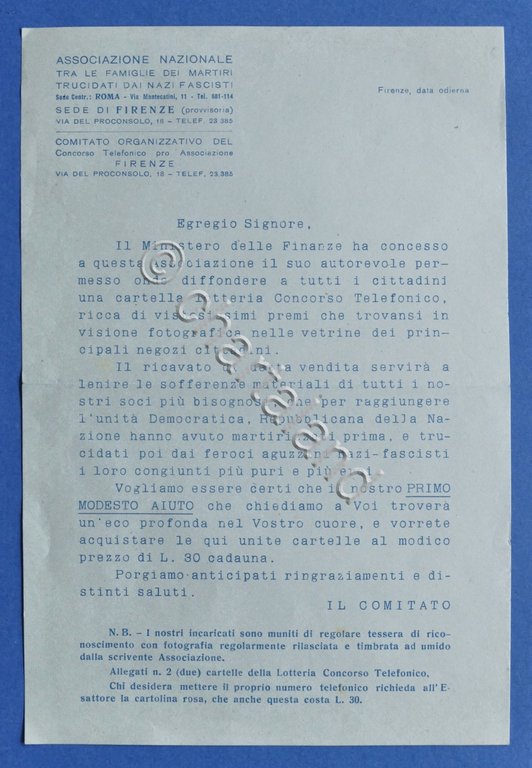 ASSOCIAZIONE NAZIONALE
TRA LE FAMIGLIE DEI MARTIRI
TRUCIDATI DAI NAZI FASCISTI
Sede Centr.: ROMA - Via Montecatini, 11 - Tel. 681-114
SEDE DI FIRENZE (provvisoria)
VIA DEL PROCONSOLO, 18 - TELEF. 23.385
COMITATO ORGANIZZATIVO DEL
Concorso Telefonico pro Associazione
FIRENZE
VIA DEL PROCONSOLO, 18 - TELEF. 23.385
Firenze, data odierna
Egregio Signore,
Il Ministero delle Finanze ha concesso
a questa Associazione il suo autorevole per-
messo onde diffondere a tutti i cittadini
una cartella Lotteria Concorso Telefonico,
ricca di vistosissimi premi che trovansi in
visione fotografica nelle vetrine dei prin-
cipali negozi cittadini.
Il ricavato di detta vendita servirà a
lenire le sofferenze materiali di tutti i no-
stri soci più bisognosi, che per raggiungere
l'unità Democratica, Repubblicana della Na-
zione hanno avuto martirizzati prima, e tru-
cidati poi dai feroci aguzzini nazi-fascisti
i loro congiunti più puri e più
Vogliamo essere certi che il nostro PRIMO
MODESTO AIUTO che chiediamo a Voi troverà
un'eco profonda nel Vostro cuore, e vorrete
acquistare le qui unite cartelle al modico
prezzo di L. 30 cadauna.
Porgiamo anticipati ringraziamenti e di-
stinti saluti.
IL COMITATO
N. B. - I nostri incaricati sono muniti di regolare tessera di rico-
noscimento con fotografia regolarmente rilasciata e timbrata ad umido
dalla scrivente Associazione.
Allegati n. 2 (due) cartelle della Lotteria Concorso Telefonico.
Chi desidera mettere il proprio numero telefonico richieda all'E-
sattore la cartolina rosa, che anche questa costa L. 30.
© chartaland